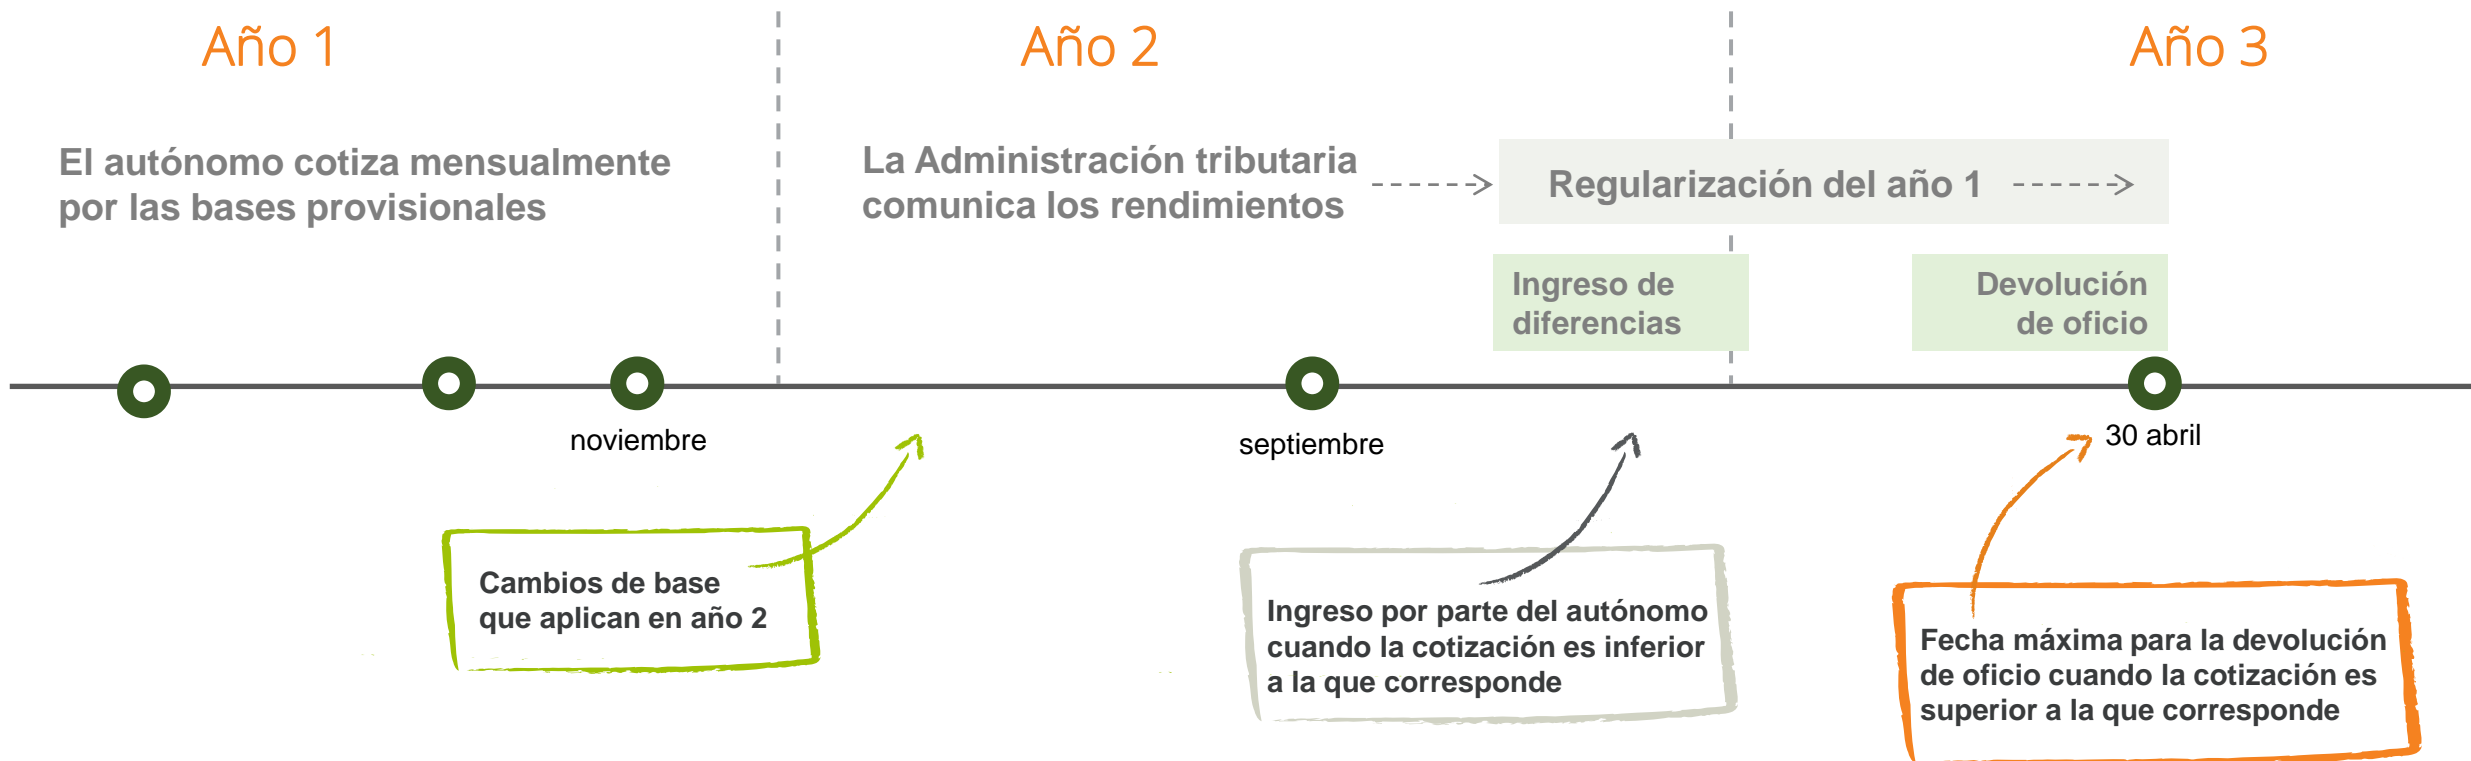 Año 1
Año 2
Año 3
El autónomo cotiza mensualmente
por las bases provisionales
La Administración tributaria
comunica los rendimientos
Regularización del año 1
Ingreso de
diferencias
Devolución
de oficio
noviembre
septiembre
30 abril
Cambios de base
que aplican en año 2
Ingreso por parte del autónomo
cuando la cotización es inferior
a la que corresponde
Fecha máxima para la devolución
de oficio cuando la cotización es
superior a la que corresponde